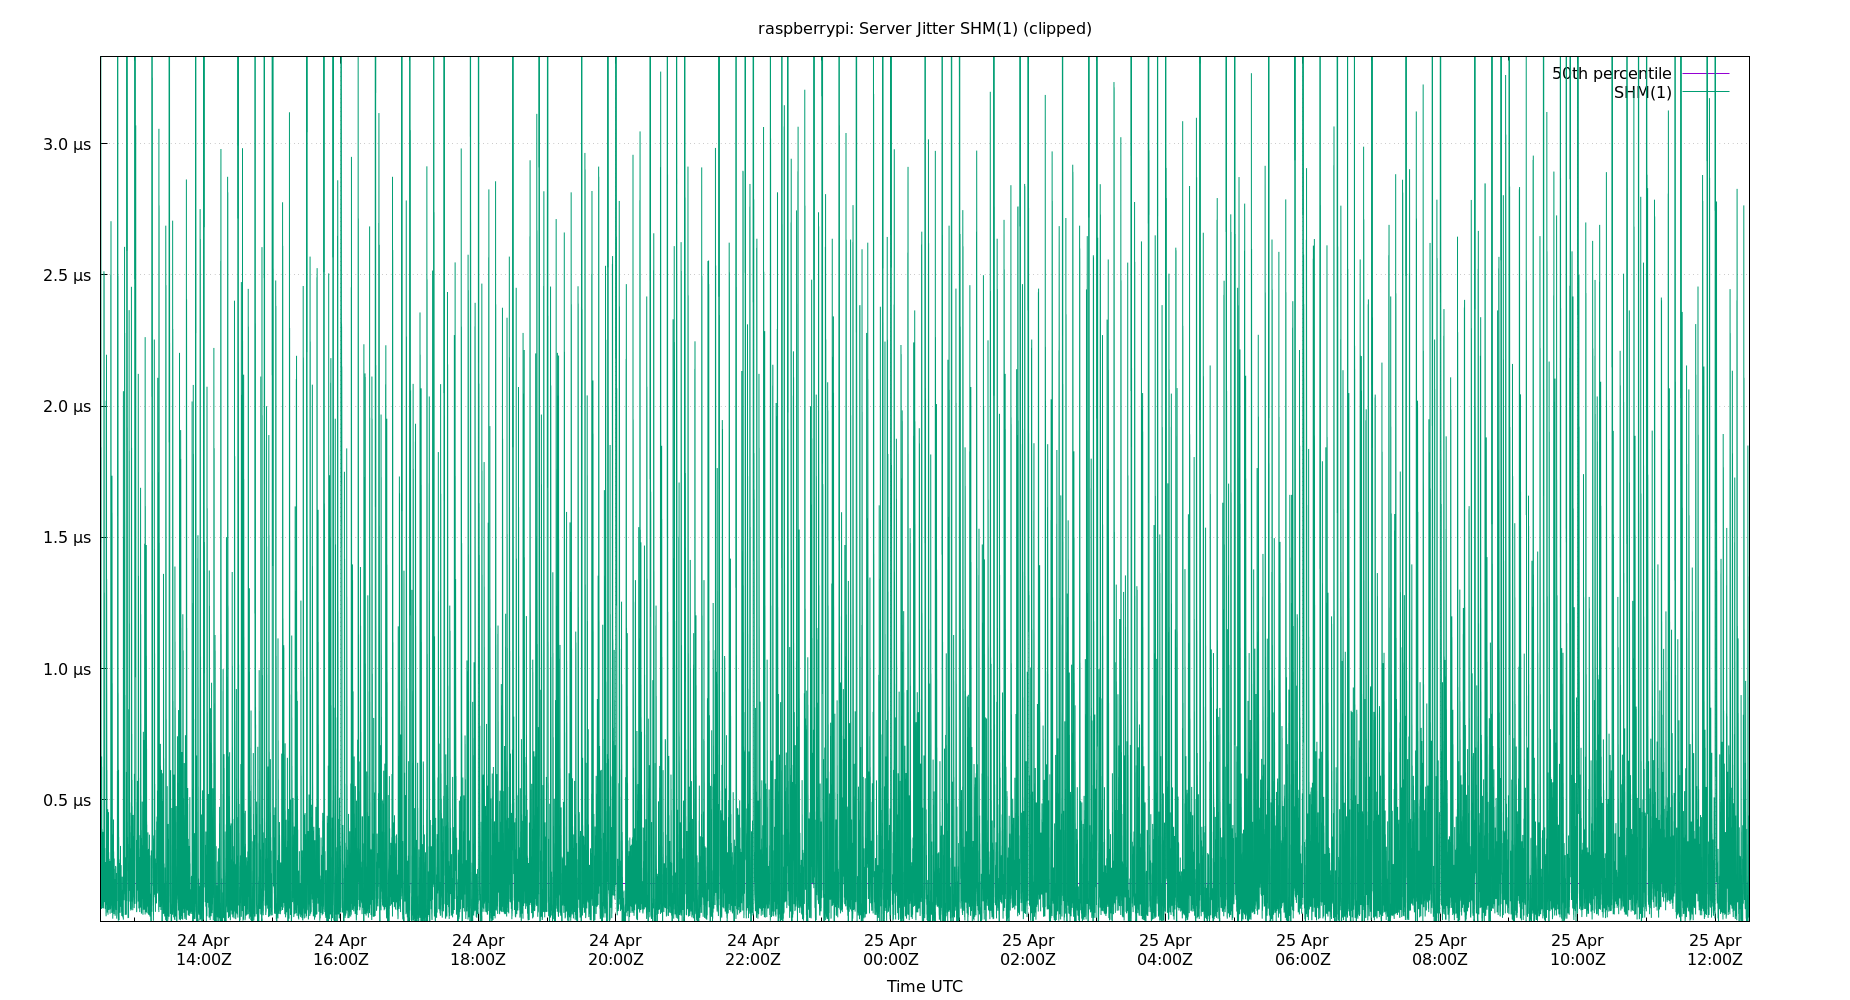 raspberrypi: Server Jitter SHM(1) (clipped)
50th percentile
SHM(1)
3.0 µs
2.5 µs
2.0 µs
1.5 µs
1.0 µs
0.5 µs
24 Apr 24 Apr 24 Apr 24 Apr 24 Apr 25 Apr 25 Apr 25 Apr 25 Apr 25 Apr 25 Apr 25 Apr
14:00Z 16:00Z 18:00Z 20:00Z 22:00Z 00:00Z 02:00Z 04:00Z 06:00Z 08:00Z 10:00Z 12:00Z
Time UTC